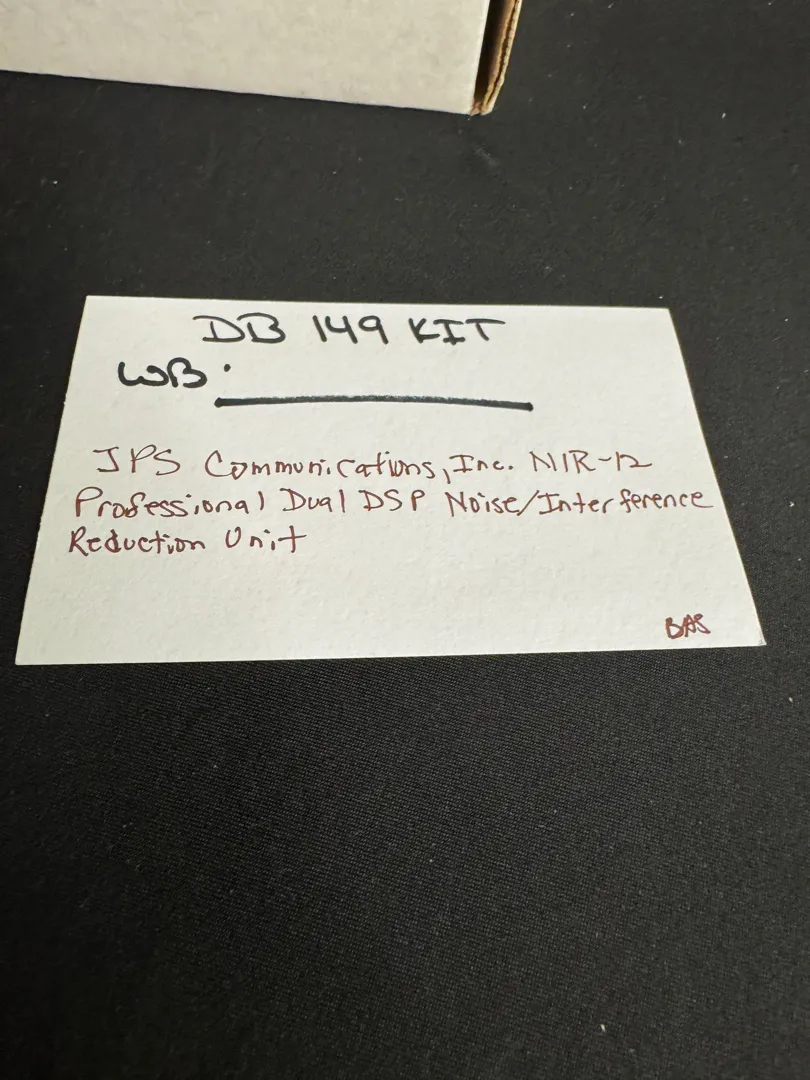 DB 149 KIT
WB:
JPS Communications, Inc. NIR-12
Professional Dual DSP Noise/Interference
Reduction Unit
BAS